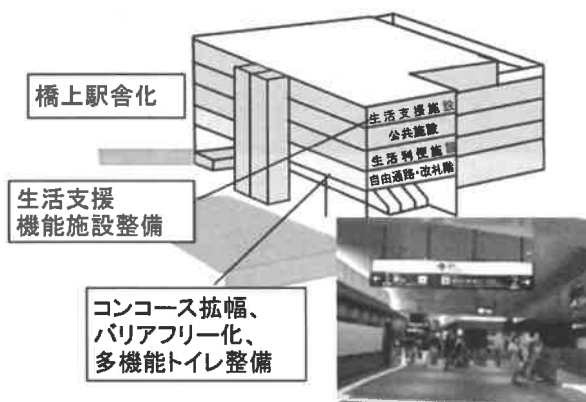 橋上駅舎化
生活支援施設
公共施設
生活利便施設
自由通路・改札階
生活支援
機能施設整備
コンコース拡幅、
バリアフリー化、
多機能トイレ整備